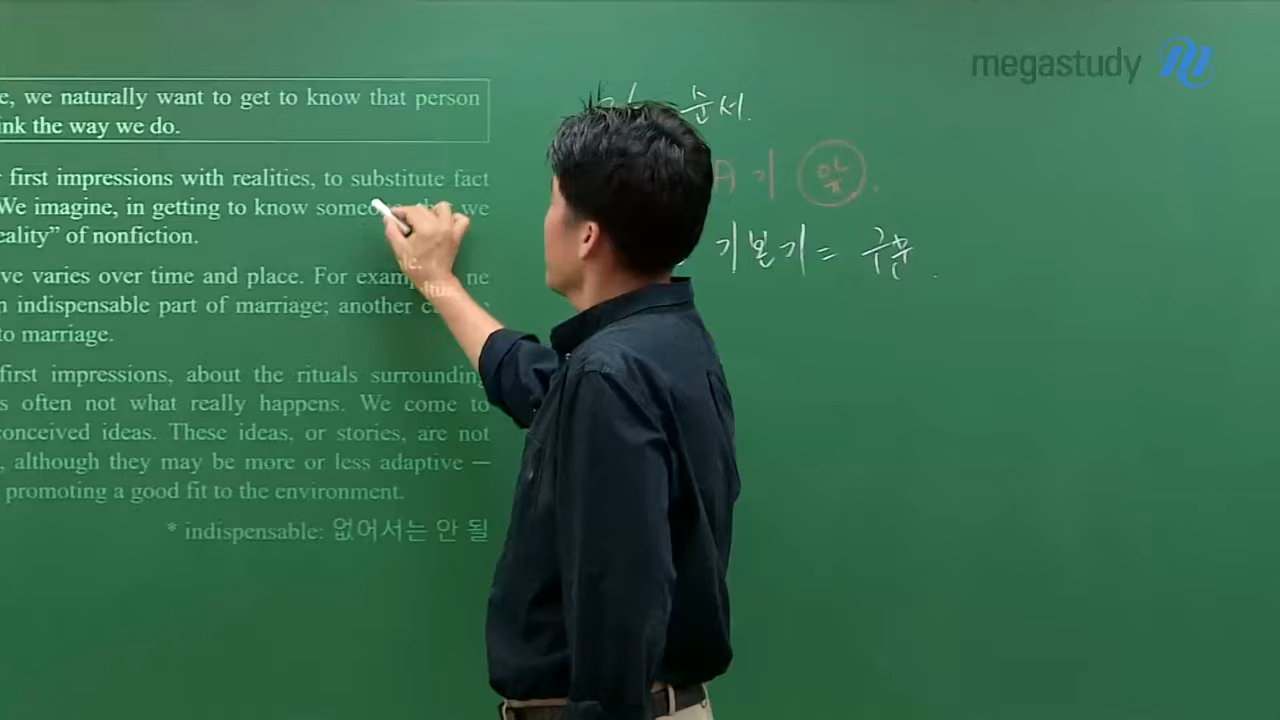 megastudy
e, we naturally want to get to know that person
ink the way we do.
first impressions with realities, to substitute fact
We imagine, in getting to know we
eality" of nonfiction.
ve varies over time and place. For ne
n indispensable part of marriage; another
to marriage.
first impressions, about the rituals surrounding
s often not what really happens. We come to
conceived ideas. These ideas, or stories, are not
, although they may be more or less adaptive —
promoting a good fit to the environment.
* indispensable: 없어서는 안 될
순서.
A가 앞.
기본기 = 구문.